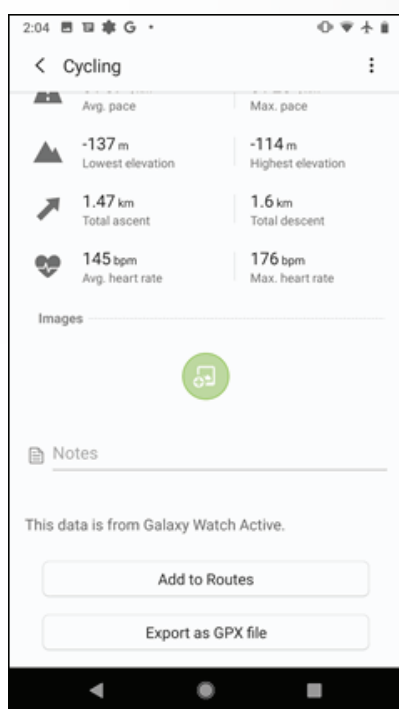 2:04 G
Cycling
Avg. pace Max. pace
-137 m -114 m
Lowest elevation Highest elevation
1.47 km 1.6 km
Total ascent Total descent
145 bpm 176 bpm
Avg. heart rate Max. heart rate
Images
Notes
This data is from Galaxy Watch Active.
Add to Routes
Export as GPX file